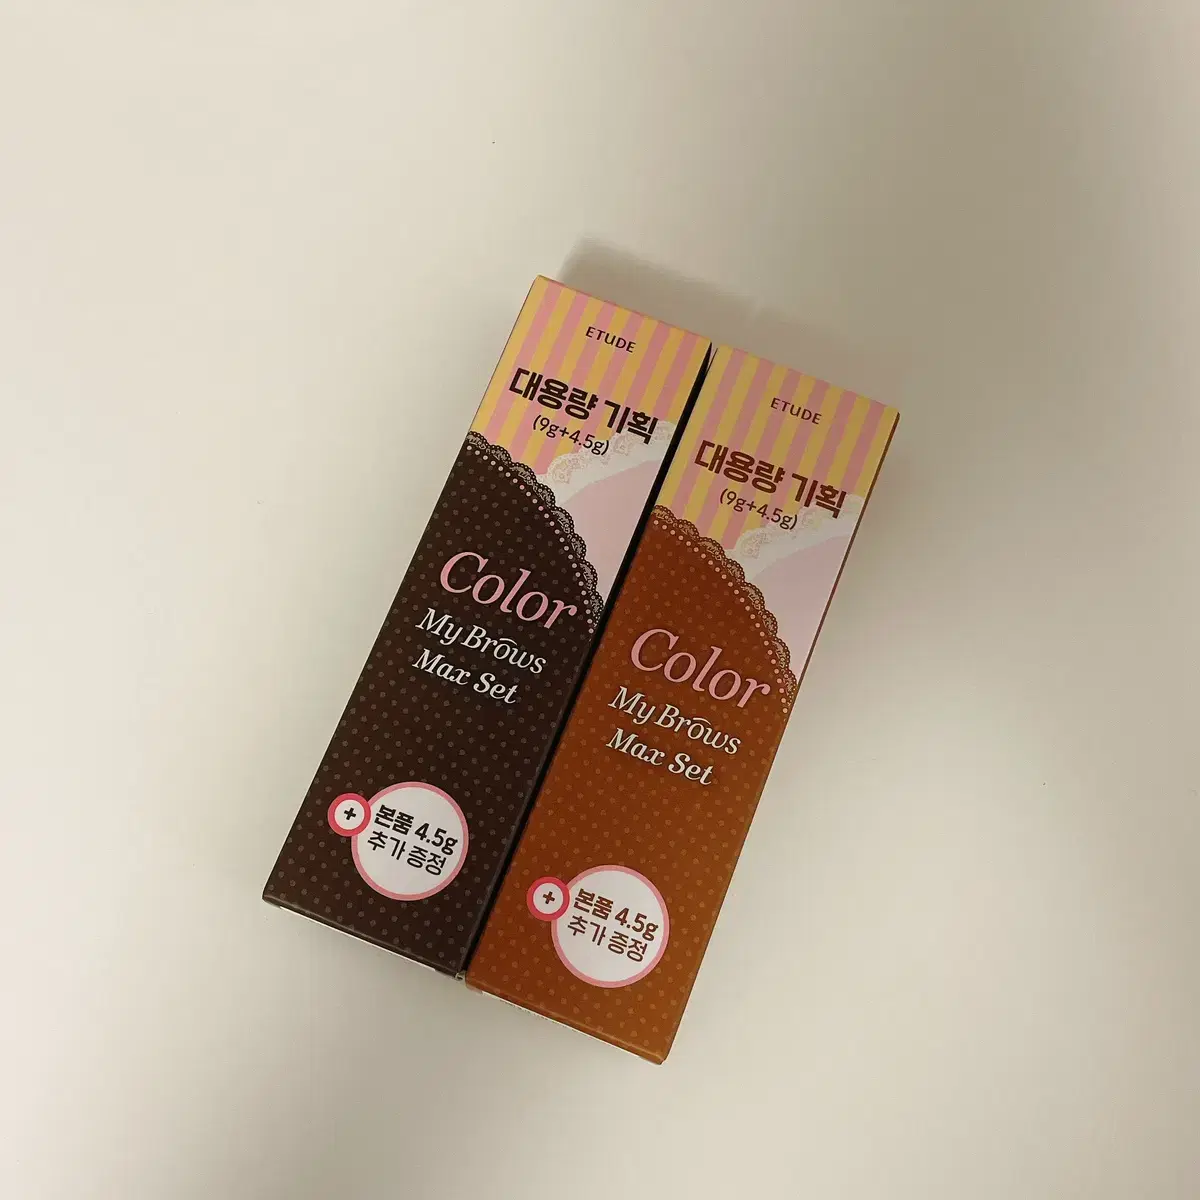 ETUDE
대용량 기획
(9g+4.5g)
Color
My Brows
Max Set
+
본품 4.5g
추가 증정
ETUDE
대용량 기획
(9g+4.5g)
Color
My Brows
Max Set
+
본품 4.5g
추가 증정